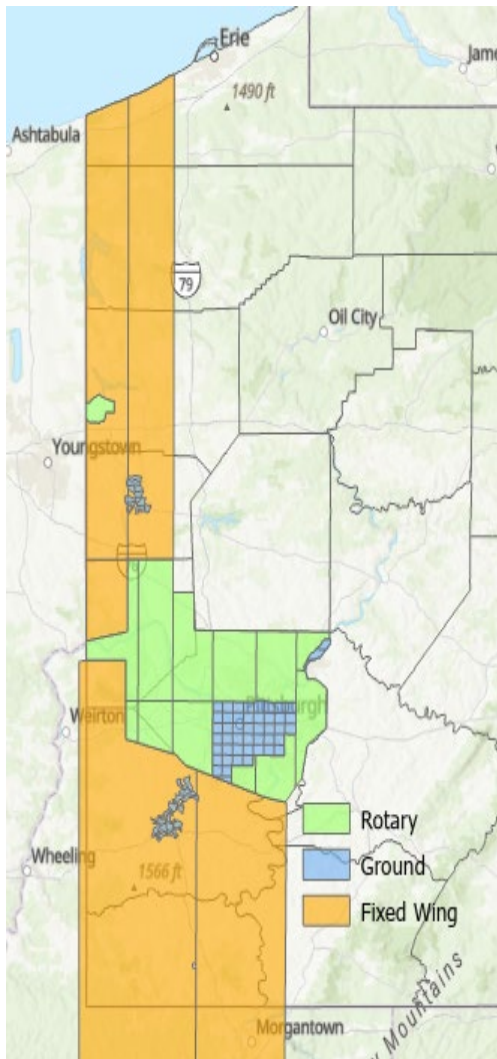 Erie
Jame
1490 ft
Ashtabula
79
Oil City
Youngstown
Pittsburgh
Weirton
Rotary
Ground
Fixed Wing
Wheeling
1566 ft
Mountains
Morgantown